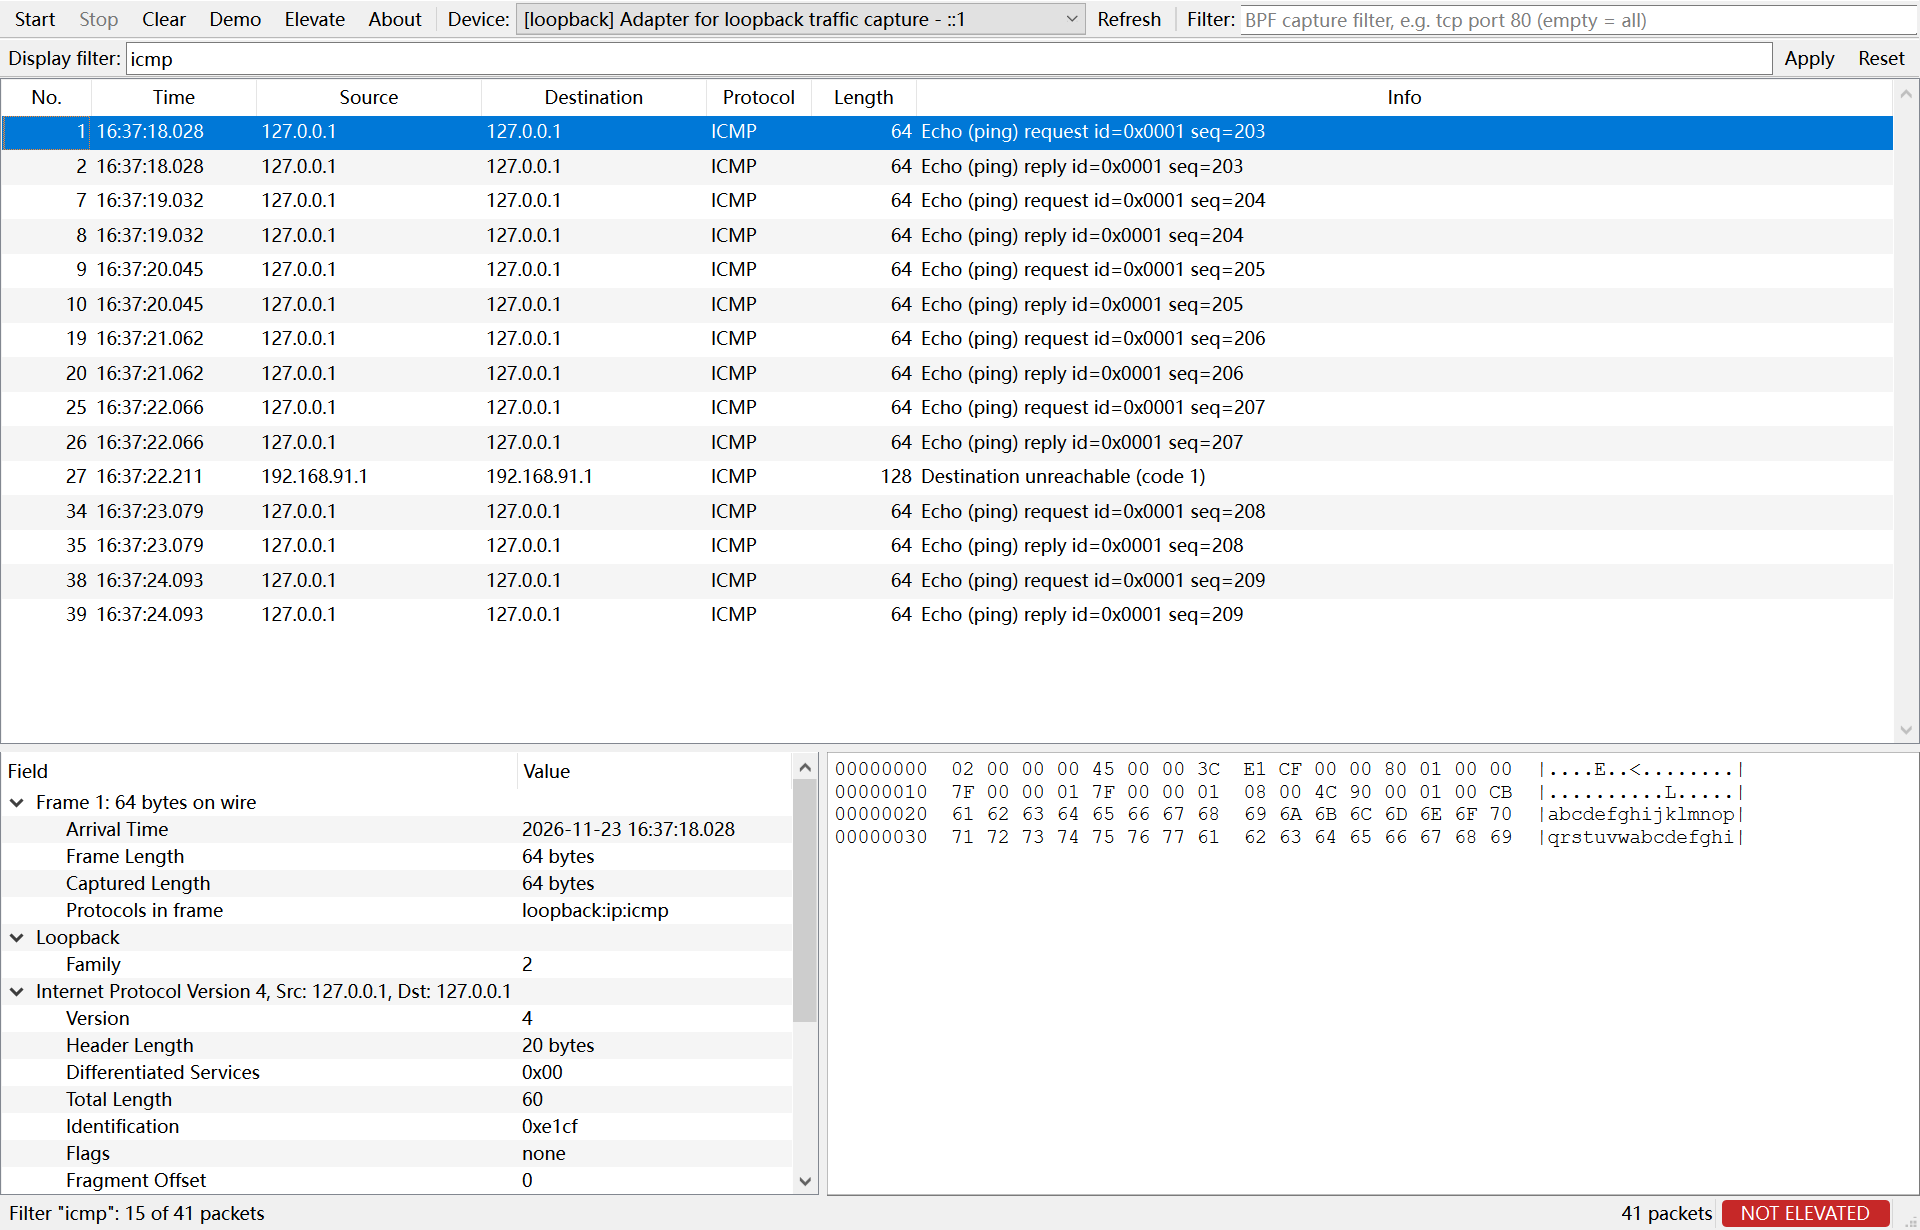 Start Stop Clear Demo Elevate About Device: [loopback] Adapter for loopback traffic capture - ::1 Refresh Filter: BPF capture filter, e.g. tcp port 80 (empty = all)
Display filter: icmp Apply Reset
No. Time Source Destination Protocol Length Info
1 16:37:18.028 127.0.0.1 127.0.0.1 ICMP 64 Echo (ping) request id=0x0001 seq=203
2 16:37:18.028 127.0.0.1 127.0.0.1 ICMP 64 Echo (ping) reply id=0x0001 seq=203
7 16:37:19.032 127.0.0.1 127.0.0.1 ICMP 64 Echo (ping) request id=0x0001 seq=204
8 16:37:19.032 127.0.0.1 127.0.0.1 ICMP 64 Echo (ping) reply id=0x0001 seq=204
9 16:37:20.045 127.0.0.1 127.0.0.1 ICMP 64 Echo (ping) request id=0x0001 seq=205
10 16:37:20.045 127.0.0.1 127.0.0.1 ICMP 64 Echo (ping) reply id=0x0001 seq=205
19 16:37:21.062 127.0.0.1 127.0.0.1 ICMP 64 Echo (ping) request id=0x0001 seq=206
20 16:37:21.062 127.0.0.1 127.0.0.1 ICMP 64 Echo (ping) reply id=0x0001 seq=206
25 16:37:22.066 127.0.0.1 127.0.0.1 ICMP 64 Echo (ping) request id=0x0001 seq=207
26 16:37:22.066 127.0.0.1 127.0.0.1 ICMP 64 Echo (ping) reply id=0x0001 seq=207
27 16:37:22.211 192.168.91.1 192.168.91.1 ICMP 128 Destination unreachable (code 1)
34 16:37:23.079 127.0.0.1 127.0.0.1 ICMP 64 Echo (ping) request id=0x0001 seq=208
35 16:37:23.079 127.0.0.1 127.0.0.1 ICMP 64 Echo (ping) reply id=0x0001 seq=208
38 16:37:24.093 127.0.0.1 127.0.0.1 ICMP 64 Echo (ping) request id=0x0001 seq=209
39 16:37:24.093 127.0.0.1 127.0.0.1 ICMP 64 Echo (ping) reply id=0x0001 seq=209
Field Value
Frame 1: 64 bytes on wire
Arrival Time 2026-11-23 16:37:18.028
Frame Length 64 bytes
Captured Length 64 bytes
Protocols in frame loopback:ip:icmp
Loopback
Family 2
Internet Protocol Version 4, Src: 127.0.0.1, Dst: 127.0.0.1
Version 4
Header Length 20 bytes
Differentiated Services 0x00
Total Length 60
Identification 0xe1cf
Flags none
Fragment Offset 0
00000000 02 00 00 00 45 00 00 3C E1 CF 00 00 80 01 00 00 |....E..<........|
00000010 7F 00 00 01 7F 00 00 01 08 00 4C 90 00 01 00 CB |..........L.....|
00000020 61 62 63 64 65 66 67 68 69 6A 6B 6C 6D 6E 6F 70 |abcdefghijklmnop|
00000030 71 72 73 74 75 76 77 61 62 63 64 65 66 67 68 69 |qrstuvwabcdefghi|
Filter "icmp": 15 of 41 packets 41 packets NOT ELEVATED